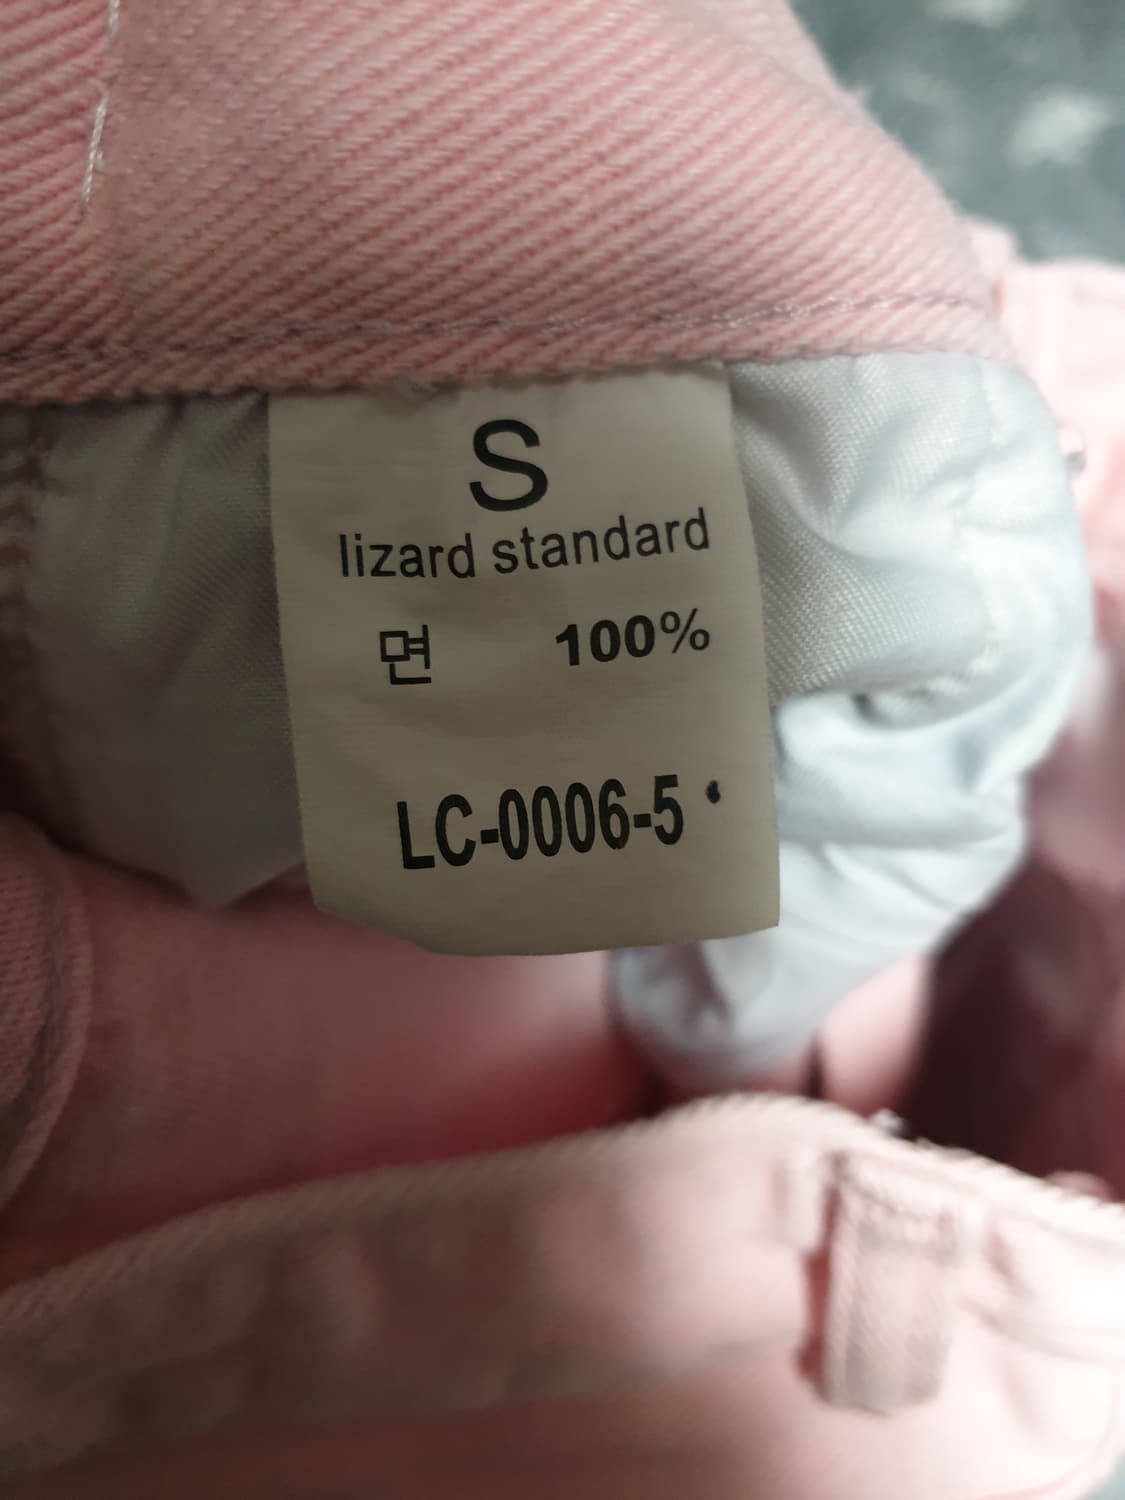 S
lizard standard
면 100%
LC-0006-5